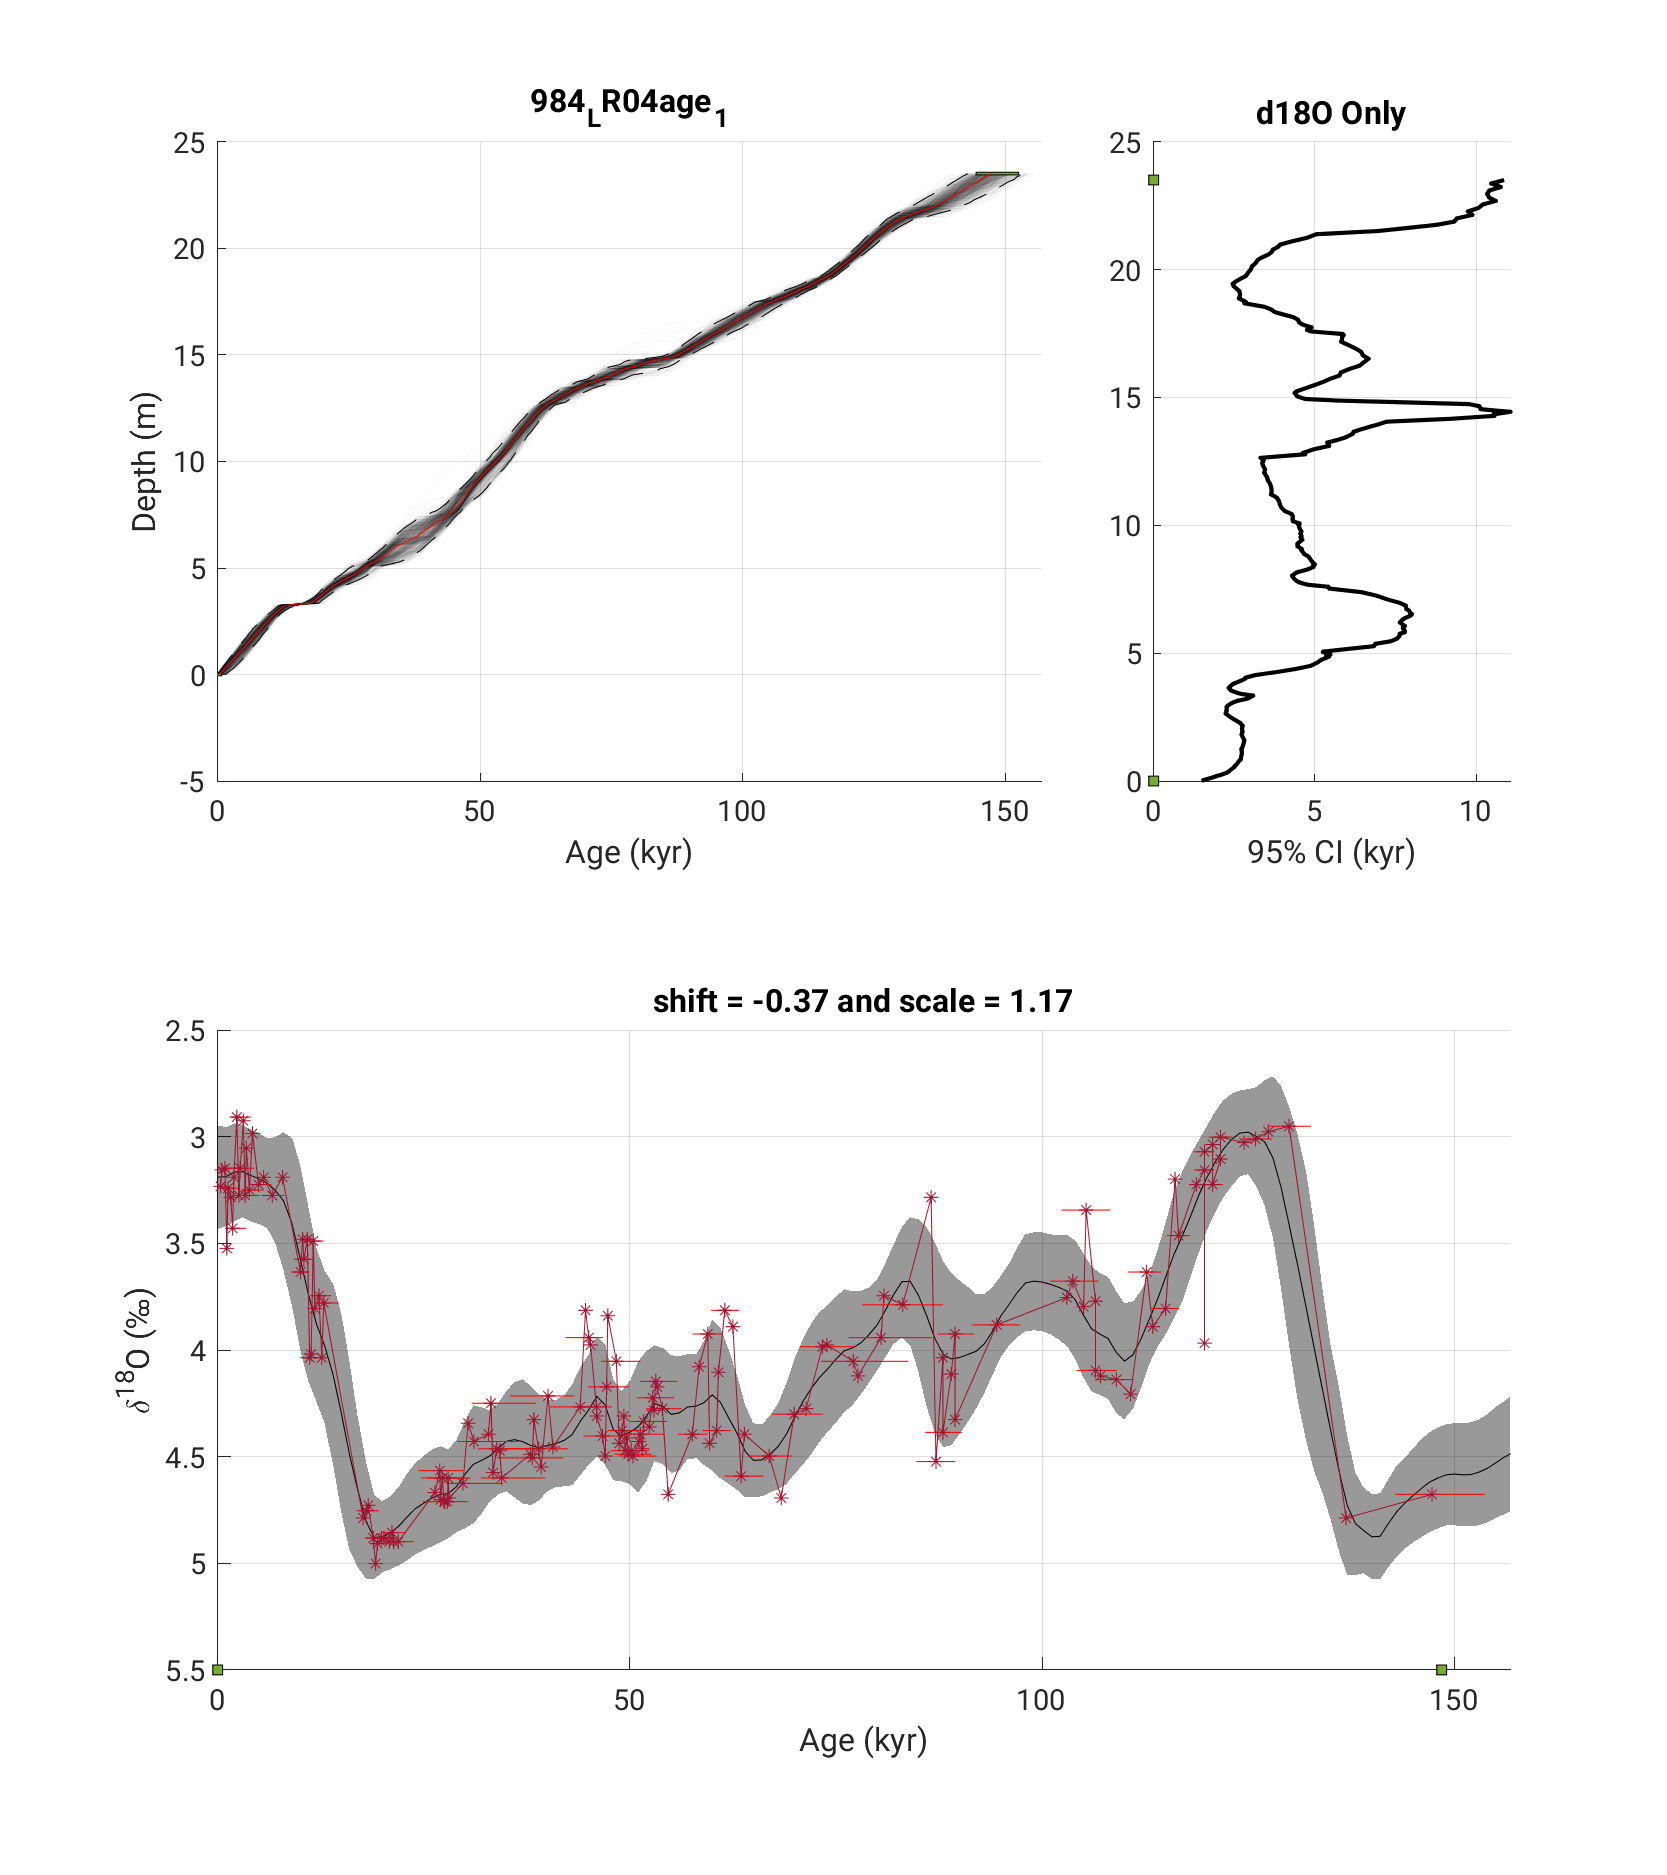 984LR04age1
25
20
15
10
5
0
-5
Depth (m)
0 50 100 150
Age (kyr)
d18O Only
25
20
15
10
5
0
0 5 10
95% CI (kyr)
shift = -0.37 and scale = 1.17
2.5
3
3.5
4
4.5
5
5.5
δ18O (‰)
0 50 100 150
Age (kyr)